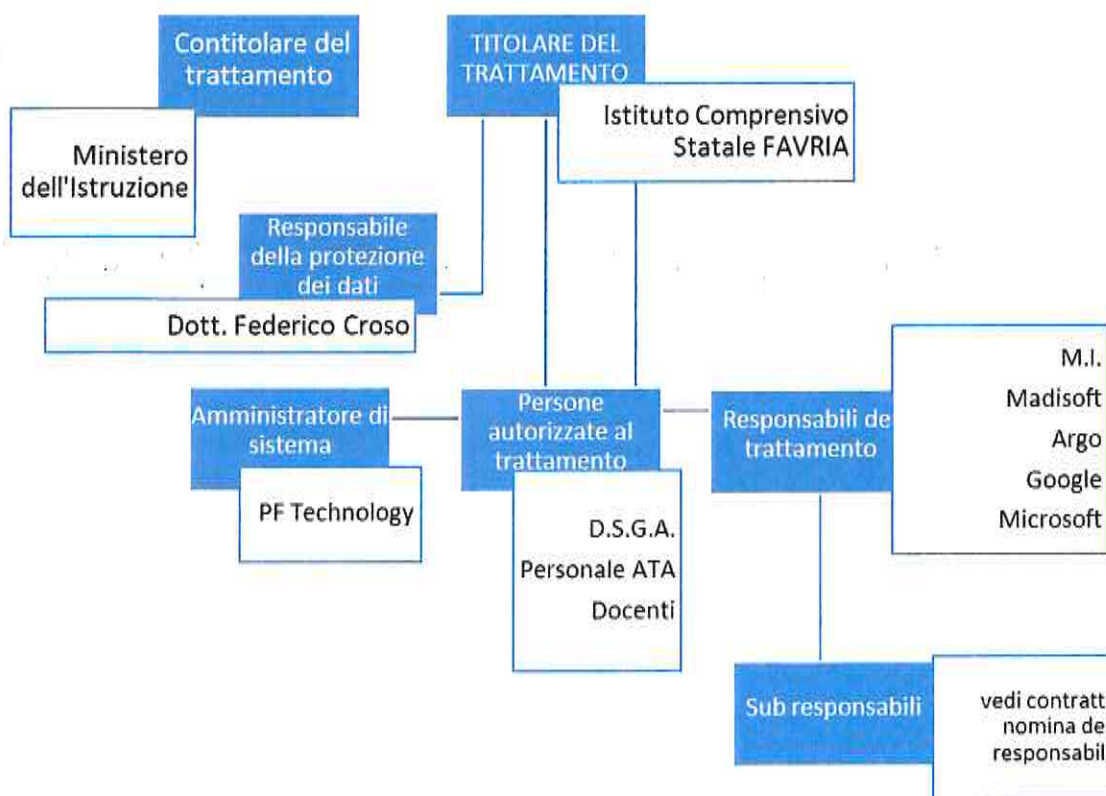 Contitolare del
trattamento
Ministero
dell'Istruzione
TITOLARE DEL
TRATTAMENTO
Istituto Comprensivo
Statale FAVRIA
Responsabile
della protezione
dei dati
Dott. Federico Croso
Amministratore di
sistema
PF Technology
Persone
autorizzate al
trattamento
D.S.G.A.
Personale ATA
Docenti
Responsabili de
trattamento
M.I.
Madisoft
Argo
Google
Microsoft
Sub responsabili
vedi contratt
nomina de
responsabil